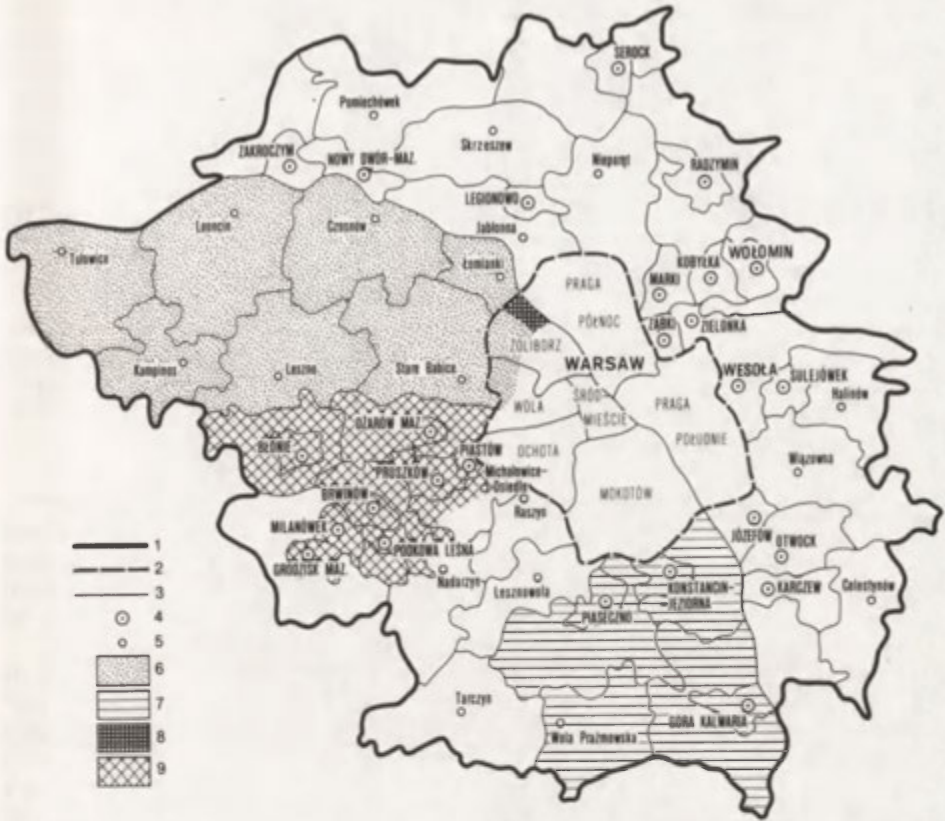 SEROCK
Pomiechówek
Skrzeszew
ZAKROCZYM
NOWY DWÓR-MAZ.
Nieporęt
RADZYMIN
LEGIONOWO
Leoncin
Czosnów
Jabłonna
Tułowice
Łomianki
KOBYŁKA
WOŁOMIN
MARKI
PRAGA
PÓŁNOC
ZĄBKI
ZIELONKA
ŻOLIBORZ
WARSAW
Kampinos
Leszno
Stare Babice
WESOŁA
SULEJÓWEK
Halinów
WOLA
ŚRÓD-
MIEŚCIE
PRAGA
POŁUDNIE
OŻARÓW MAZ.
BŁONIE
PIASTÓW
OCHOTA
PRUSZKÓW
Michałowice-
-Osiedle
Wiązowna
BRWINÓW
Raszyn
MOKOTÓW
MILANÓWEK
JÓZEFÓW
OTWOCK
PODKOWA LEŚNA
GRODZISK MAZ.
Nadarzyn
Lesznowola
KONSTANCIN-
-JEZIORNA
KARCZEW
Celestynów
PIASECZNO
Tarczyn
Wola Prażmowska
GÓRA KALWARIA
1
2
3
4
5
6
7
8
9